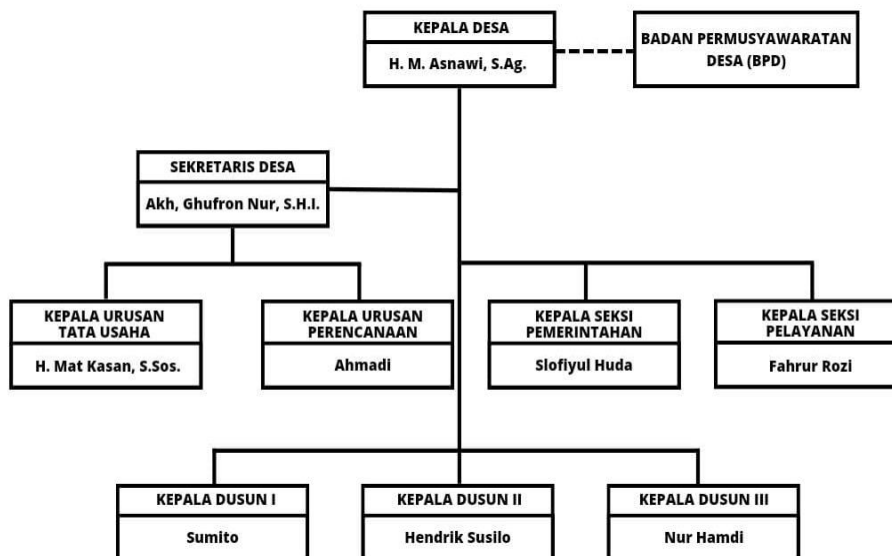 KEPALA DESA
H. M. Asnawi, S.Ag.
BADAN PERMUSYAWARATAN
DESA (BPD)
SEKRETARIS DESA
Akh, Ghufron Nur, S.H.I.
KEPALA URUSAN
TATA USAHA
H. Mat Kasan, S.Sos.
KEPALA URUSAN
PERENCANAAN
Ahmadi
KEPALA SEKSI
PEMERINTAHAN
Slofiyul Huda
KEPALA SEKSI
PELAYANAN
Fahrur Rozi
KEPALA DUSUN I
Sumito
KEPALA DUSUN II
Hendrik Susilo
KEPALA DUSUN III
Nur Hamdi